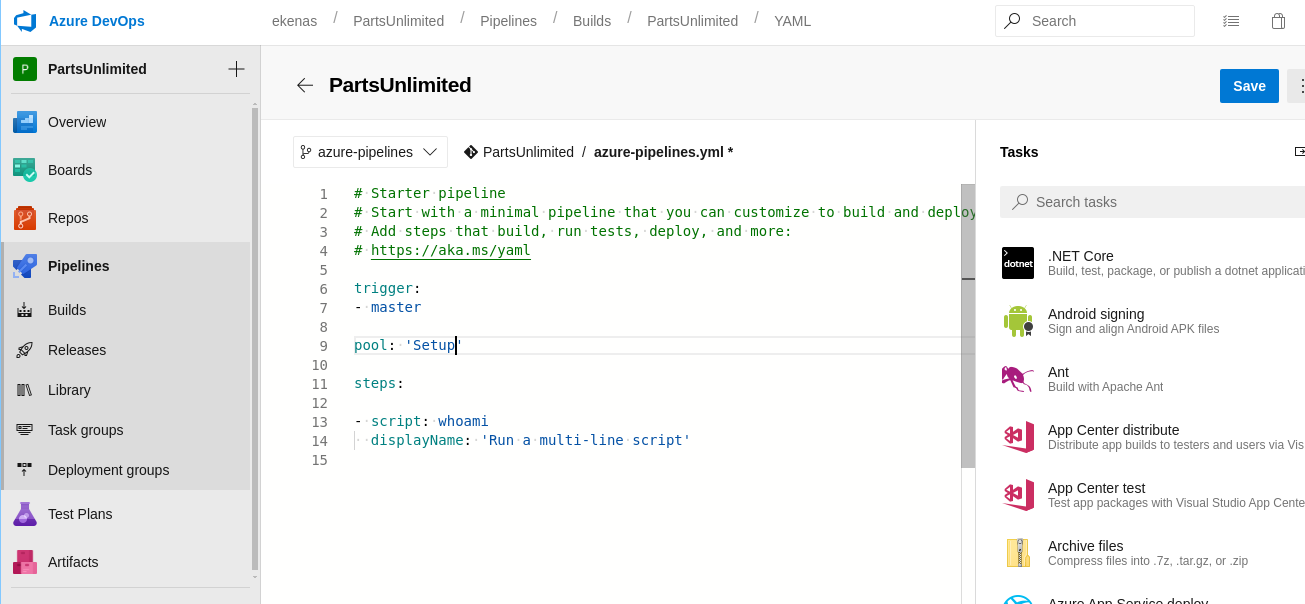 Azure DevOps
ekenas / PartsUnlimited / Pipelines / Builds / PartsUnlimited / YAML
Search
P PartsUnlimited
Overview
Boards
Repos
Pipelines
Builds
Releases
Library
Task groups
Deployment groups
Test Plans
Artifacts
PartsUnlimited
Save
azure-pipelines
PartsUnlimited / azure-pipelines.yml *
1 # Starter pipeline
2 # Start with a minimal pipeline that you can customize to build and deploy
3 # Add steps that build, run tests, deploy, and more:
4 # https://aka.ms/yaml
5
6 trigger:
7 - master
8
9 pool: 'Setup'
10
11 steps:
12
13 - script: whoami
14 displayName: 'Run a multi-line script'
15
Tasks
Search tasks
dotnet
.NET Core
Build, test, package, or publish a dotnet applicati
Android signing
Sign and align Android APK files
Ant
Build with Apache Ant
App Center distribute
Distribute app builds to testers and users via Vis
App Center test
Test app packages with Visual Studio App Cente
Archive files
Compress files into .7z, .tar.gz, or .zip
Azure App Service deploy